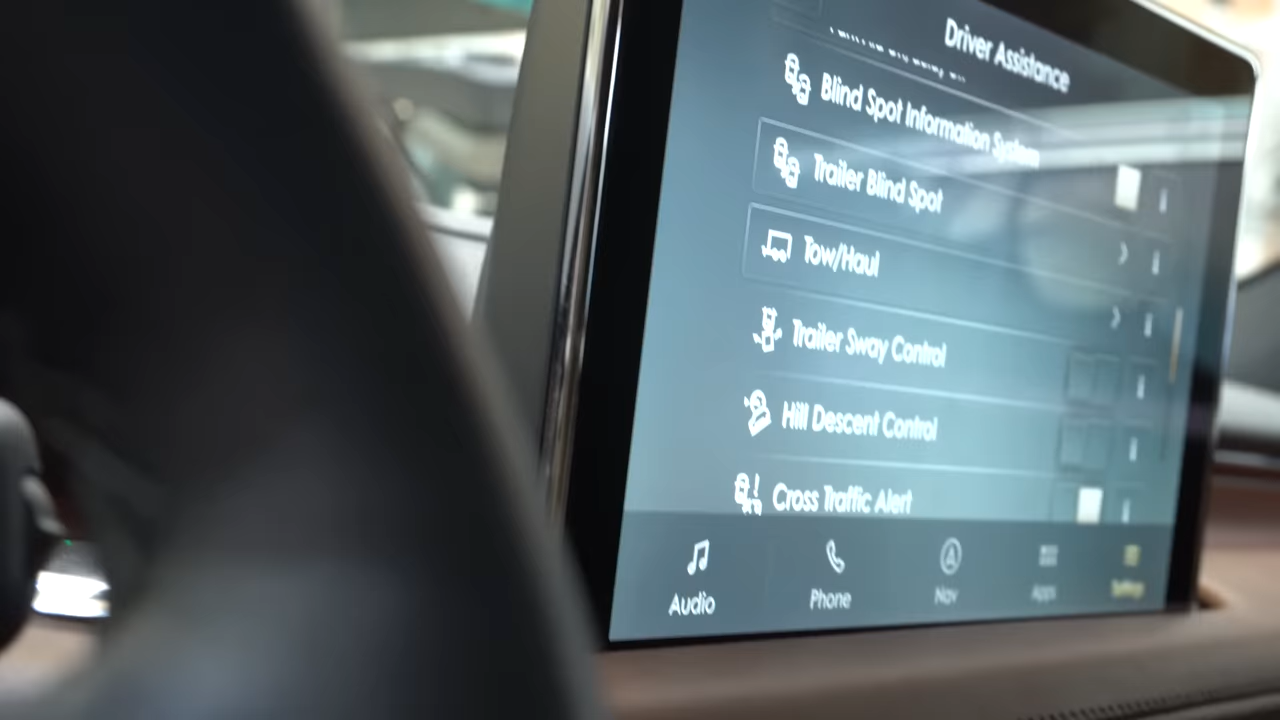 Driver Assistance
Blind Spot Information System
Trailer Blind Spot
Tow/Haul
Trailer Sway Control
Hill Descent Control
Cross Traffic Alert
Audio
Phone
Nav
Apps
Settings